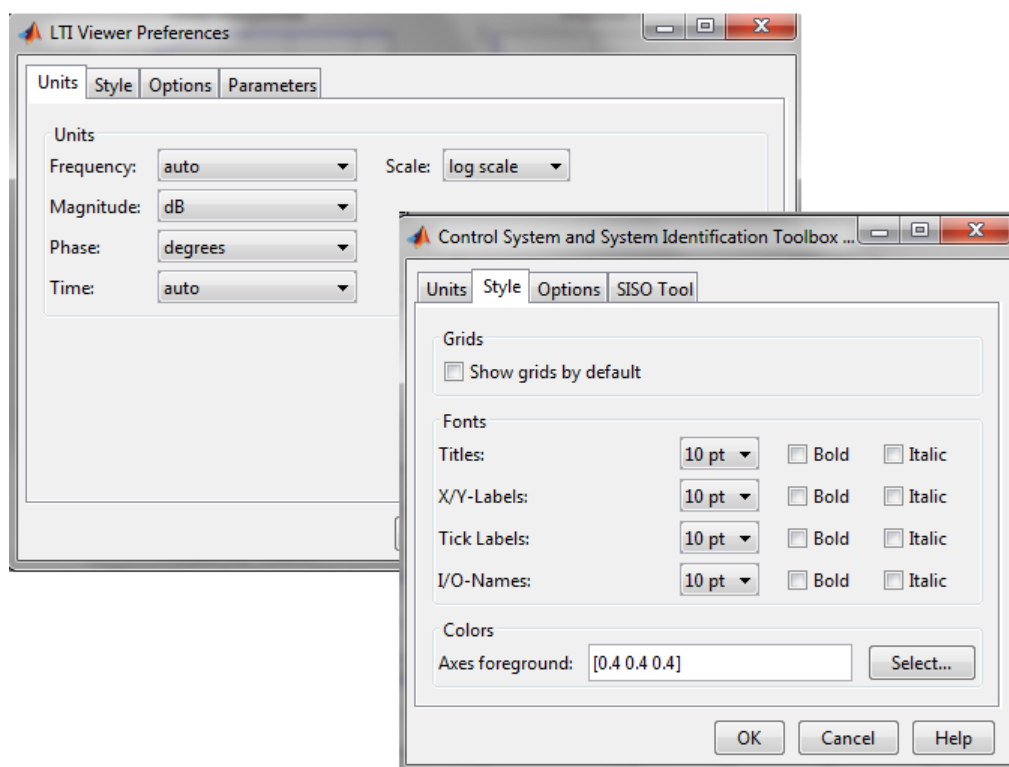 LTI Viewer Preferences
Units Style Options Parameters
Units
Frequency: auto Scale: log scale
Magnitude: dB
Phase: degrees
Time: auto
Control System and System Identification Toolbox ...
Units Style Options SISO Tool
Grids
Show grids by default
Fonts
Titles: 10 pt Bold Italic
X/Y-Labels: 10 pt Bold Italic
Tick Labels: 10 pt Bold Italic
I/O-Names: 10 pt Bold Italic
Colors
Axes foreground: [0.4 0.4 0.4] Select...
OK Cancel Help